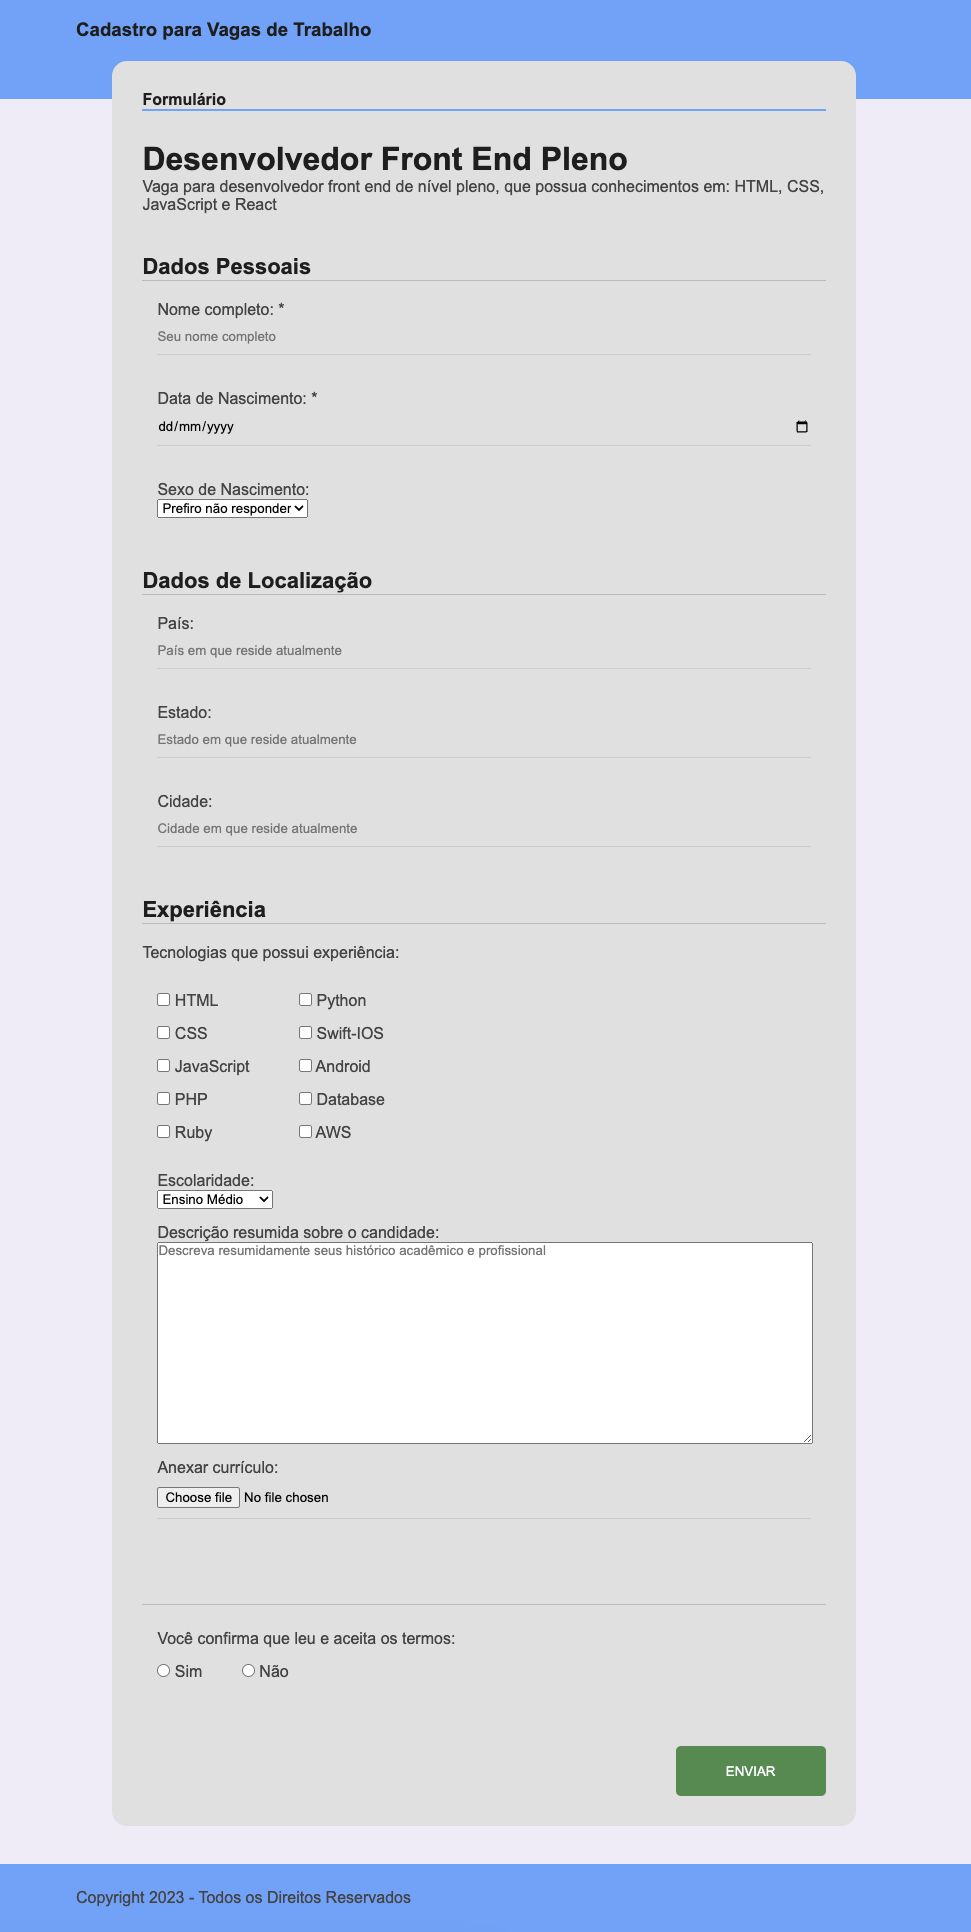 Cadastro para Vagas de Trabalho
Formulário
Desenvolvedor Front End Pleno
Vaga para desenvolvedor front end de nível pleno, que possua conhecimentos em: HTML, CSS,
JavaScript e React
Dados Pessoais
Nome completo: *
Seu nome completo
Data de Nascimento: *
dd/mm/yyyy
Sexo de Nascimento:
Prefiro não responder
Dados de Localização
País:
País em que reside atualmente
Estado:
Estado em que reside atualmente
Cidade:
Cidade em que reside atualmente
Experiência
Tecnologias que possui experiência:
HTML Python
CSS Swift-IOS
JavaScript Android
PHP Database
Ruby AWS
Escolaridade:
Ensino Médio
Descrição resumida sobre o candidade:
Descreva resumidamente seus histórico acadêmico e profissional
Anexar currículo:
Choose file No file chosen
Você confirma que leu e aceita os termos:
Sim Não
ENVIAR
Copyright 2023 - Todos os Direitos Reservados